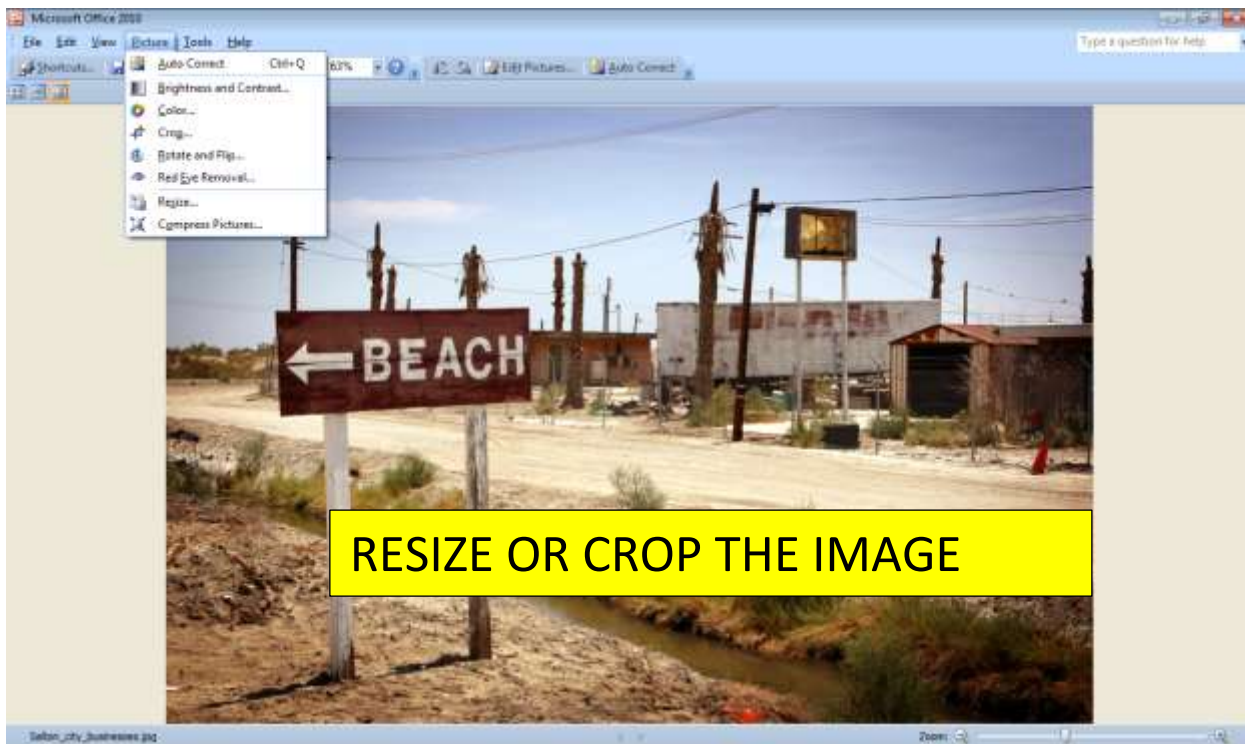 Microsoft Office 2010
File Edit View Picture Tools Help
Type a question for help
Shortcuts... 63% Edit Pictures... Auto Correct
Auto Correct Ctrl+Q
Brightness and Contrast...
Color...
Crop...
Rotate and Flip...
Red Eye Removal...
Resize...
Compress Pictures...
BEACH
RESIZE OR CROP THE IMAGE
Salton_city_businesses.jpg Zoom: